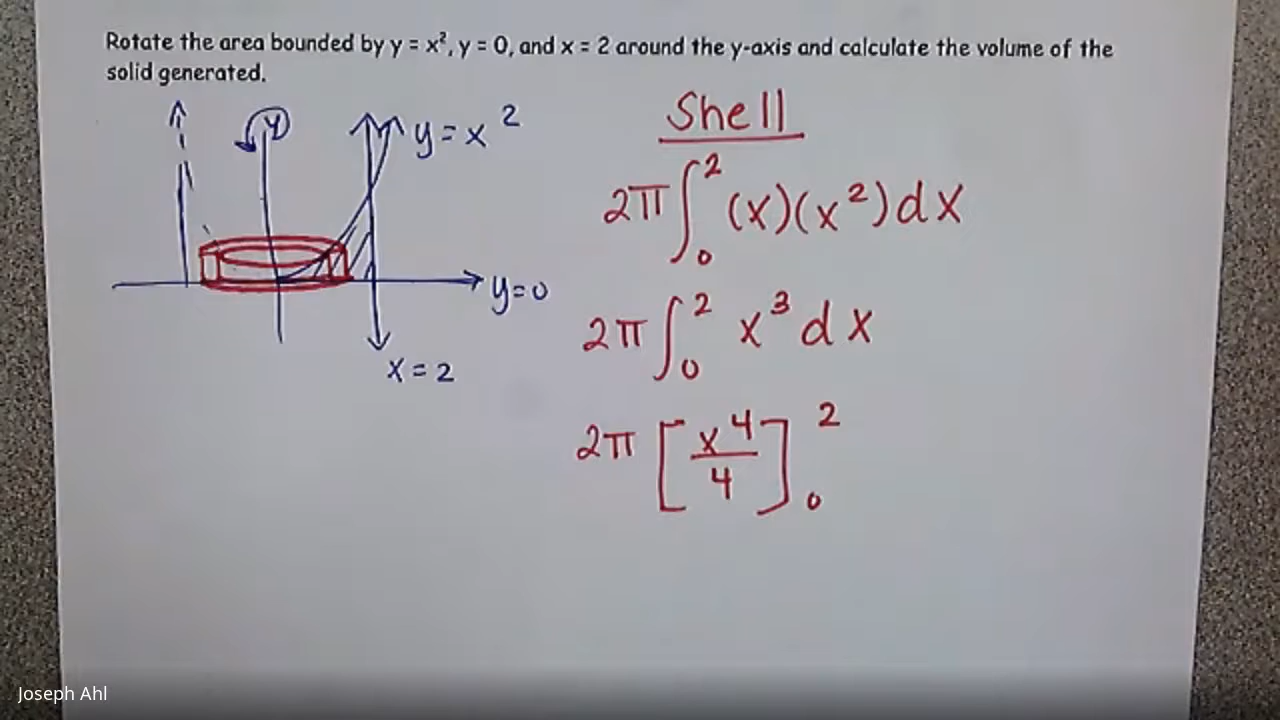 Rotate the area bounded by y = x², y = 0, and x = 2 around the y-axis and calculate the volume of the
solid generated.
Shell
y
y = x²
2π∫₀² (x)(x²)dx
y=0
2π∫₀² x³ dx
x = 2
2π [x⁴/4]₀²
Joseph Ahl